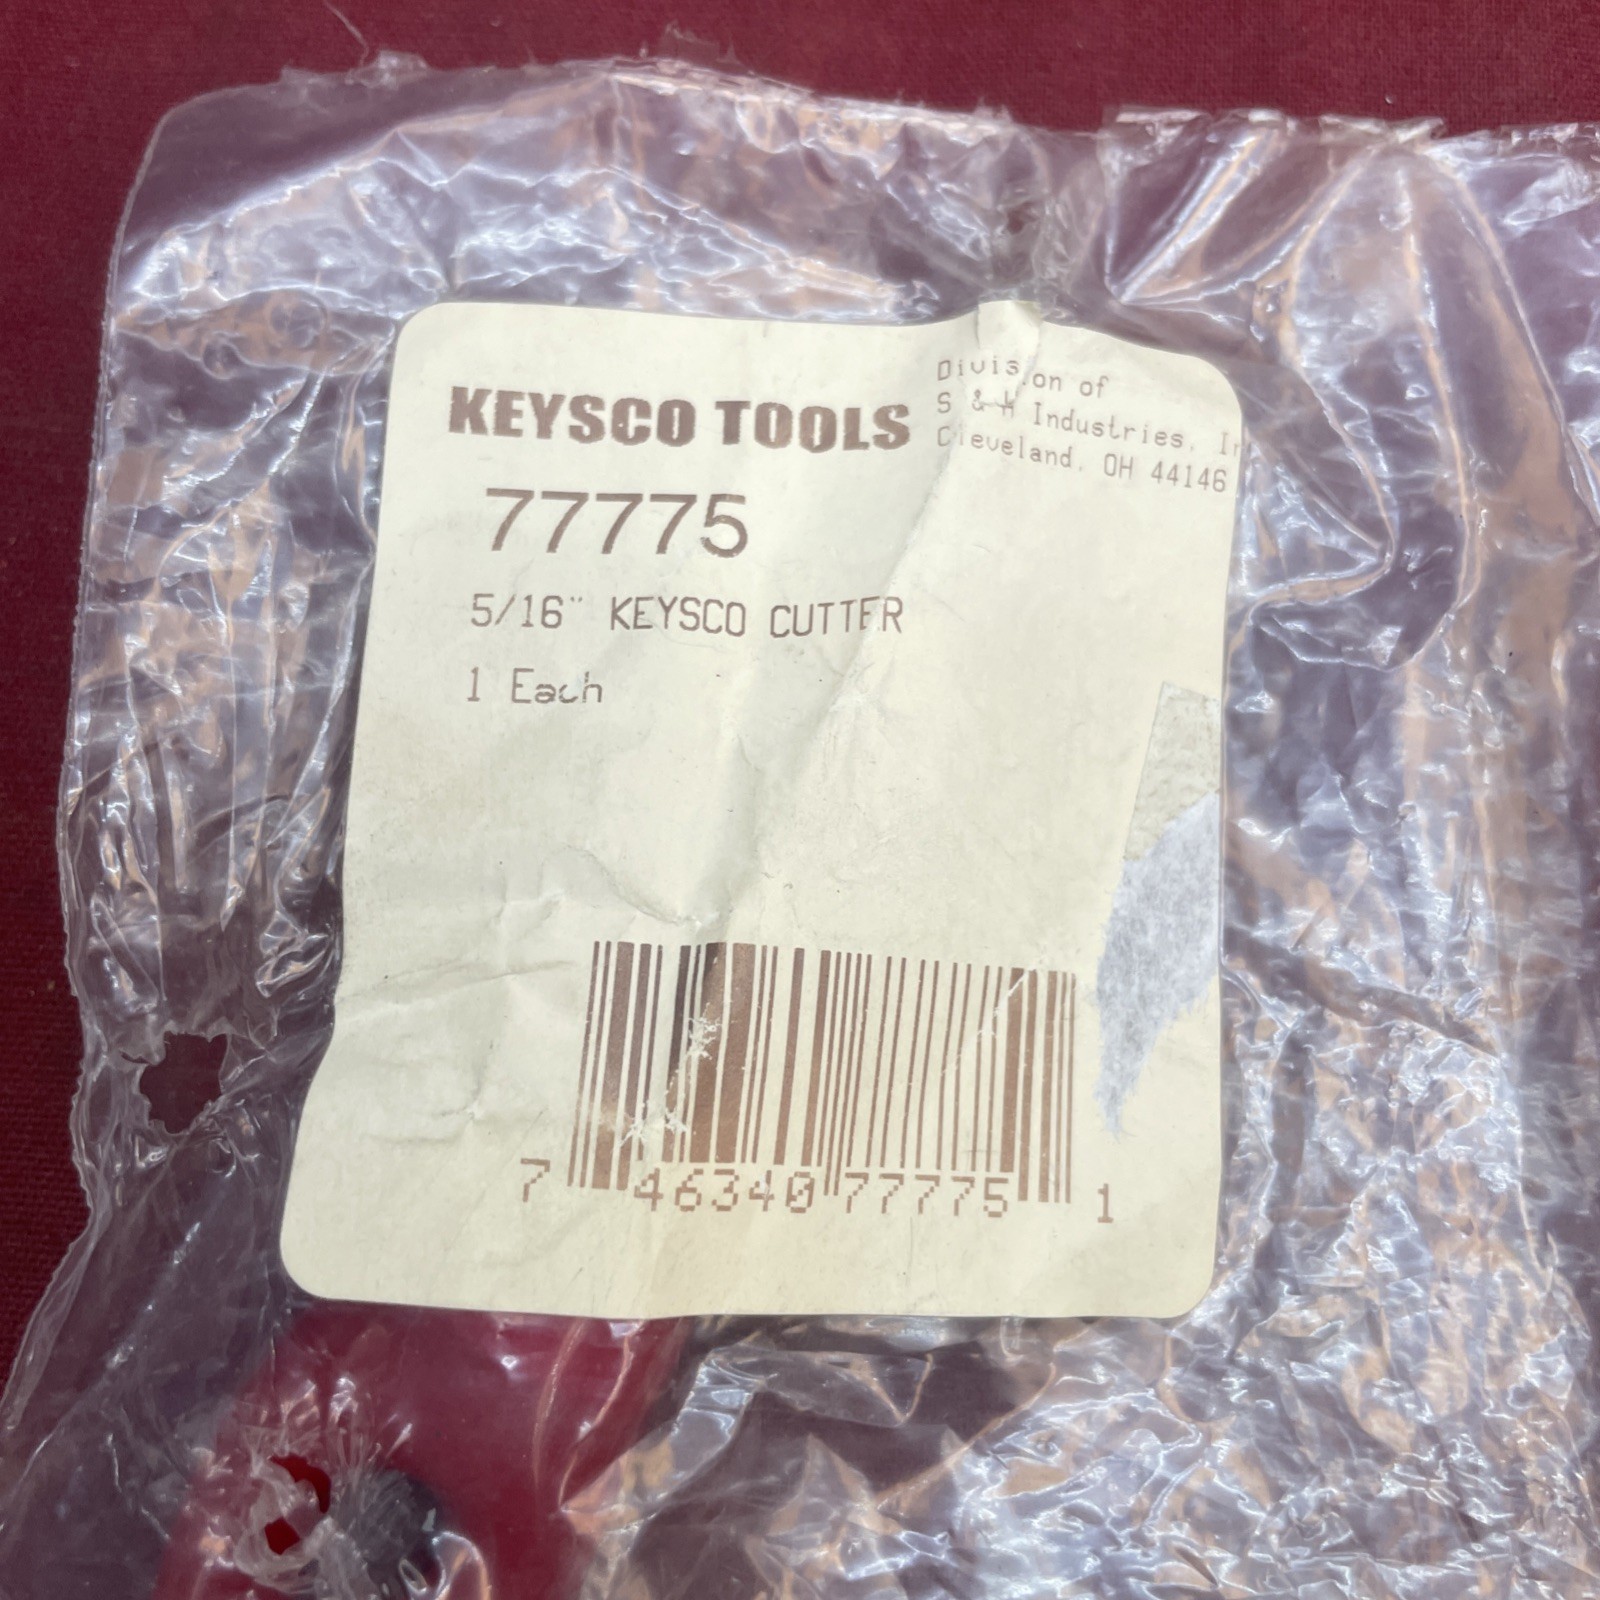 KEYSCO TOOLS
Division of
S & H Industries, In
Cleveland, OH 44146
77775
5/16" KEYSCO CUTTER
1 Each
7 46340 77775 1